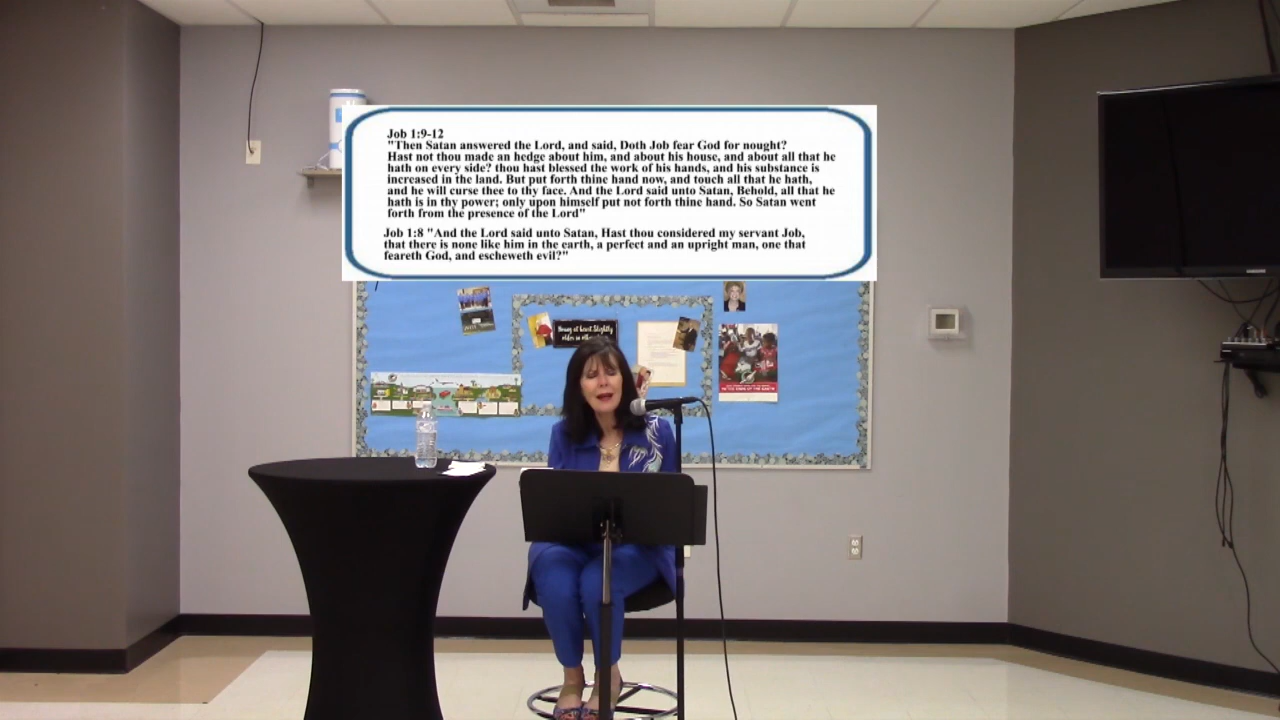 Job 1:9-12
"Then Satan answered the Lord, and said, Doth Job fear God for nought?
Hast not thou made an hedge about him, and about his house, and about all that he
hath on every side? thou hast blessed the work of his hands, and his substance is
increased in the land. But put forth thine hand now, and touch all that he hath,
and he will curse thee to thy face. And the Lord said unto Satan, Behold, all that he
hath is in thy power; only upon himself put not forth thine hand. So Satan went
forth from the presence of the Lord"
Job 1:8 "And the Lord said unto Satan, Hast thou considered my servant Job,
that there is none like him in the earth, a perfect and an upright man, one that
feareth God, and escheweth evil?"
Young at heart Slightly
older in